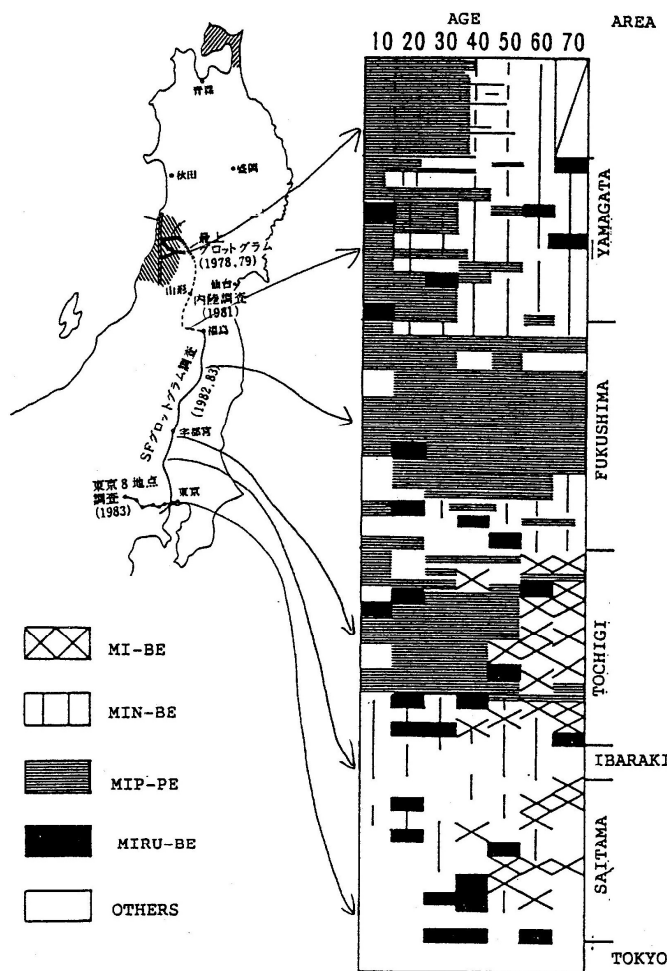 AGE
AREA
10 20 30 40 50 60 70
青森
秋田
盛岡
最上
グロットグラム
(1978.79)
仙台
山形
内陸調査
(1981)
福島
SFグロットグラム調査
(1982,83)
宇都宮
東京8地点
調査
(1983)
東京
YAMAGATA
FUKUSHIMA
TOCHIGI
IBARAKI
SAITAMA
TOKYO
MI-BE
MIN-BE
MIP-PE
MIRU-BE
OTHERS